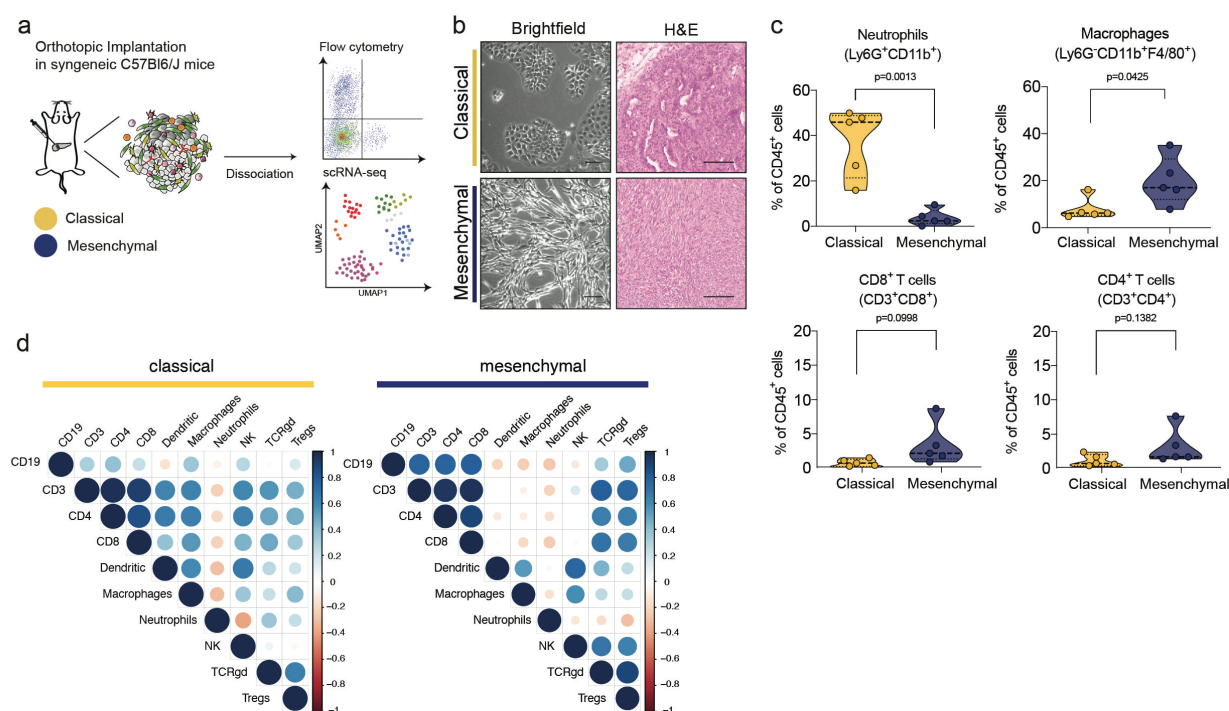 a
Orthotopic Implantation
in syngeneic C57Bl6/J mice
Dissociation
Flow cytometry
scRNA-seq
UMAP2
UMAP1
Classical
Mesenchymal
b
Brightfield
H&E
Classical
Mesenchymal
c
Neutrophils
(Ly6G⁺CD11b⁺)
p=0.0013
% of CD45⁺ cells
60
40
20
0
Classical
Mesenchymal
Macrophages
(Ly6G⁻CD11b⁺F4/80⁺)
p=0.0425
% of CD45⁺ cells
60
40
20
0
Classical
Mesenchymal
CD8⁺ T cells
(CD3⁺CD8⁺)
p=0.0998
% of CD45⁺ cells
20
15
10
5
0
Classical
Mesenchymal
CD4⁺ T cells
(CD3⁺CD4⁺)
p=0.1382
% of CD45⁺ cells
20
15
10
5
0
Classical
Mesenchymal
d
classical
CD19
CD3
CD4
CD8
Dendritic
Macrophages
Neutrophils
NK
TCRgd
Tregs
CD19
CD3
CD4
CD8
Dendritic
Macrophages
Neutrophils
NK
TCRgd
Tregs
1
0.8
0.6
0.4
0.2
0
−0.2
−0.4
−0.6
−0.8
−1
mesenchymal
CD19
CD3
CD4
CD8
Dendritic
Macrophages
Neutrophils
NK
TCRgd
Tregs
CD19
CD3
CD4
CD8
Dendritic
Macrophages
Neutrophils
NK
TCRgd
Tregs
1
0.8
0.6
0.4
0.2
0
−0.2
−0.4
−0.6
−0.8
−1